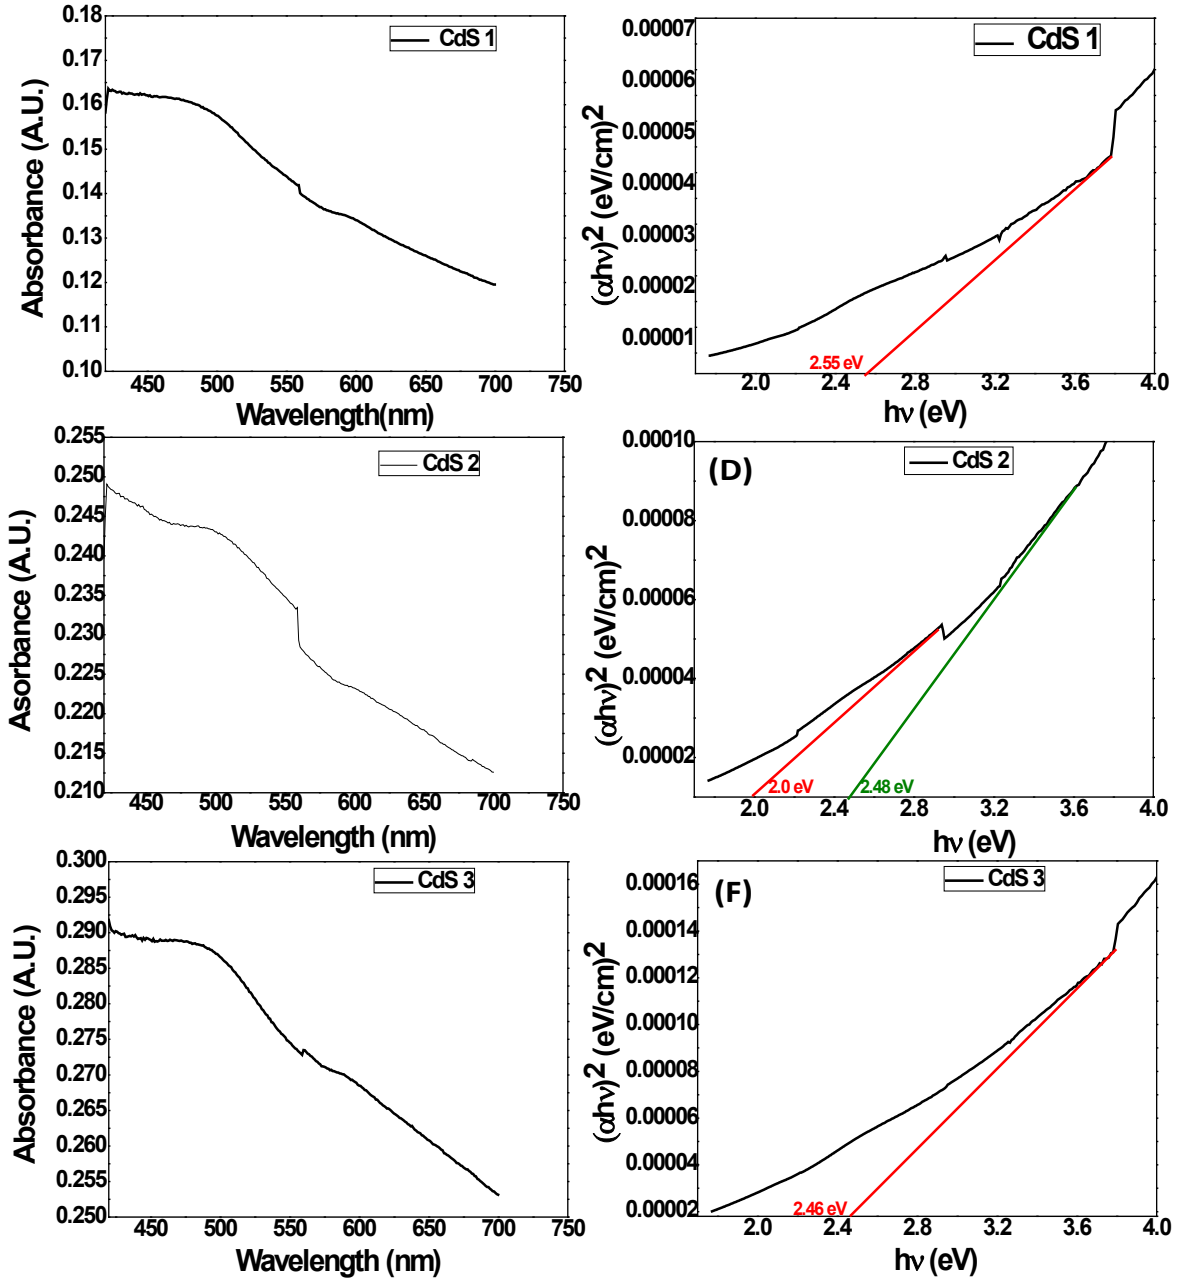 0.18
0.17
0.16
0.15
0.14
0.13
0.12
0.11
0.10
Absorbance (A.U.)
CdS 1
450 500 550 600 650 700 750
Wavelength(nm)
0.00007
0.00006
0.00005
0.00004
0.00003
0.00002
0.00001
(αhν)2 (eV/cm)2
CdS 1
2.55 eV
2.0 2.4 2.8 3.2 3.6 4.0
hν (eV)
0.255
0.250
0.245
0.240
0.235
0.230
0.225
0.220
0.215
0.210
Asorbance (A.U.)
CdS 2
450 500 550 600 650 700 750
Wavelength (nm)
0.00010
0.00008
0.00006
0.00004
0.00002
(αhν)2 (eV/cm)2
(D)
CdS 2
2.0 eV
2.48 eV
2.0 2.4 2.8 3.2 3.6 4.0
hν (eV)
0.300
0.295
0.290
0.285
0.280
0.275
0.270
0.265
0.260
0.255
0.250
Absorbance (A.U.)
CdS 3
450 500 550 600 650 700 750
Wavelength (nm)
0.00016
0.00014
0.00012
0.00010
0.00008
0.00006
0.00004
0.00002
(αhν)2 (eV/cm)2
(F)
CdS 3
2.46 eV
2.0 2.4 2.8 3.2 3.6 4.0
hν (eV)